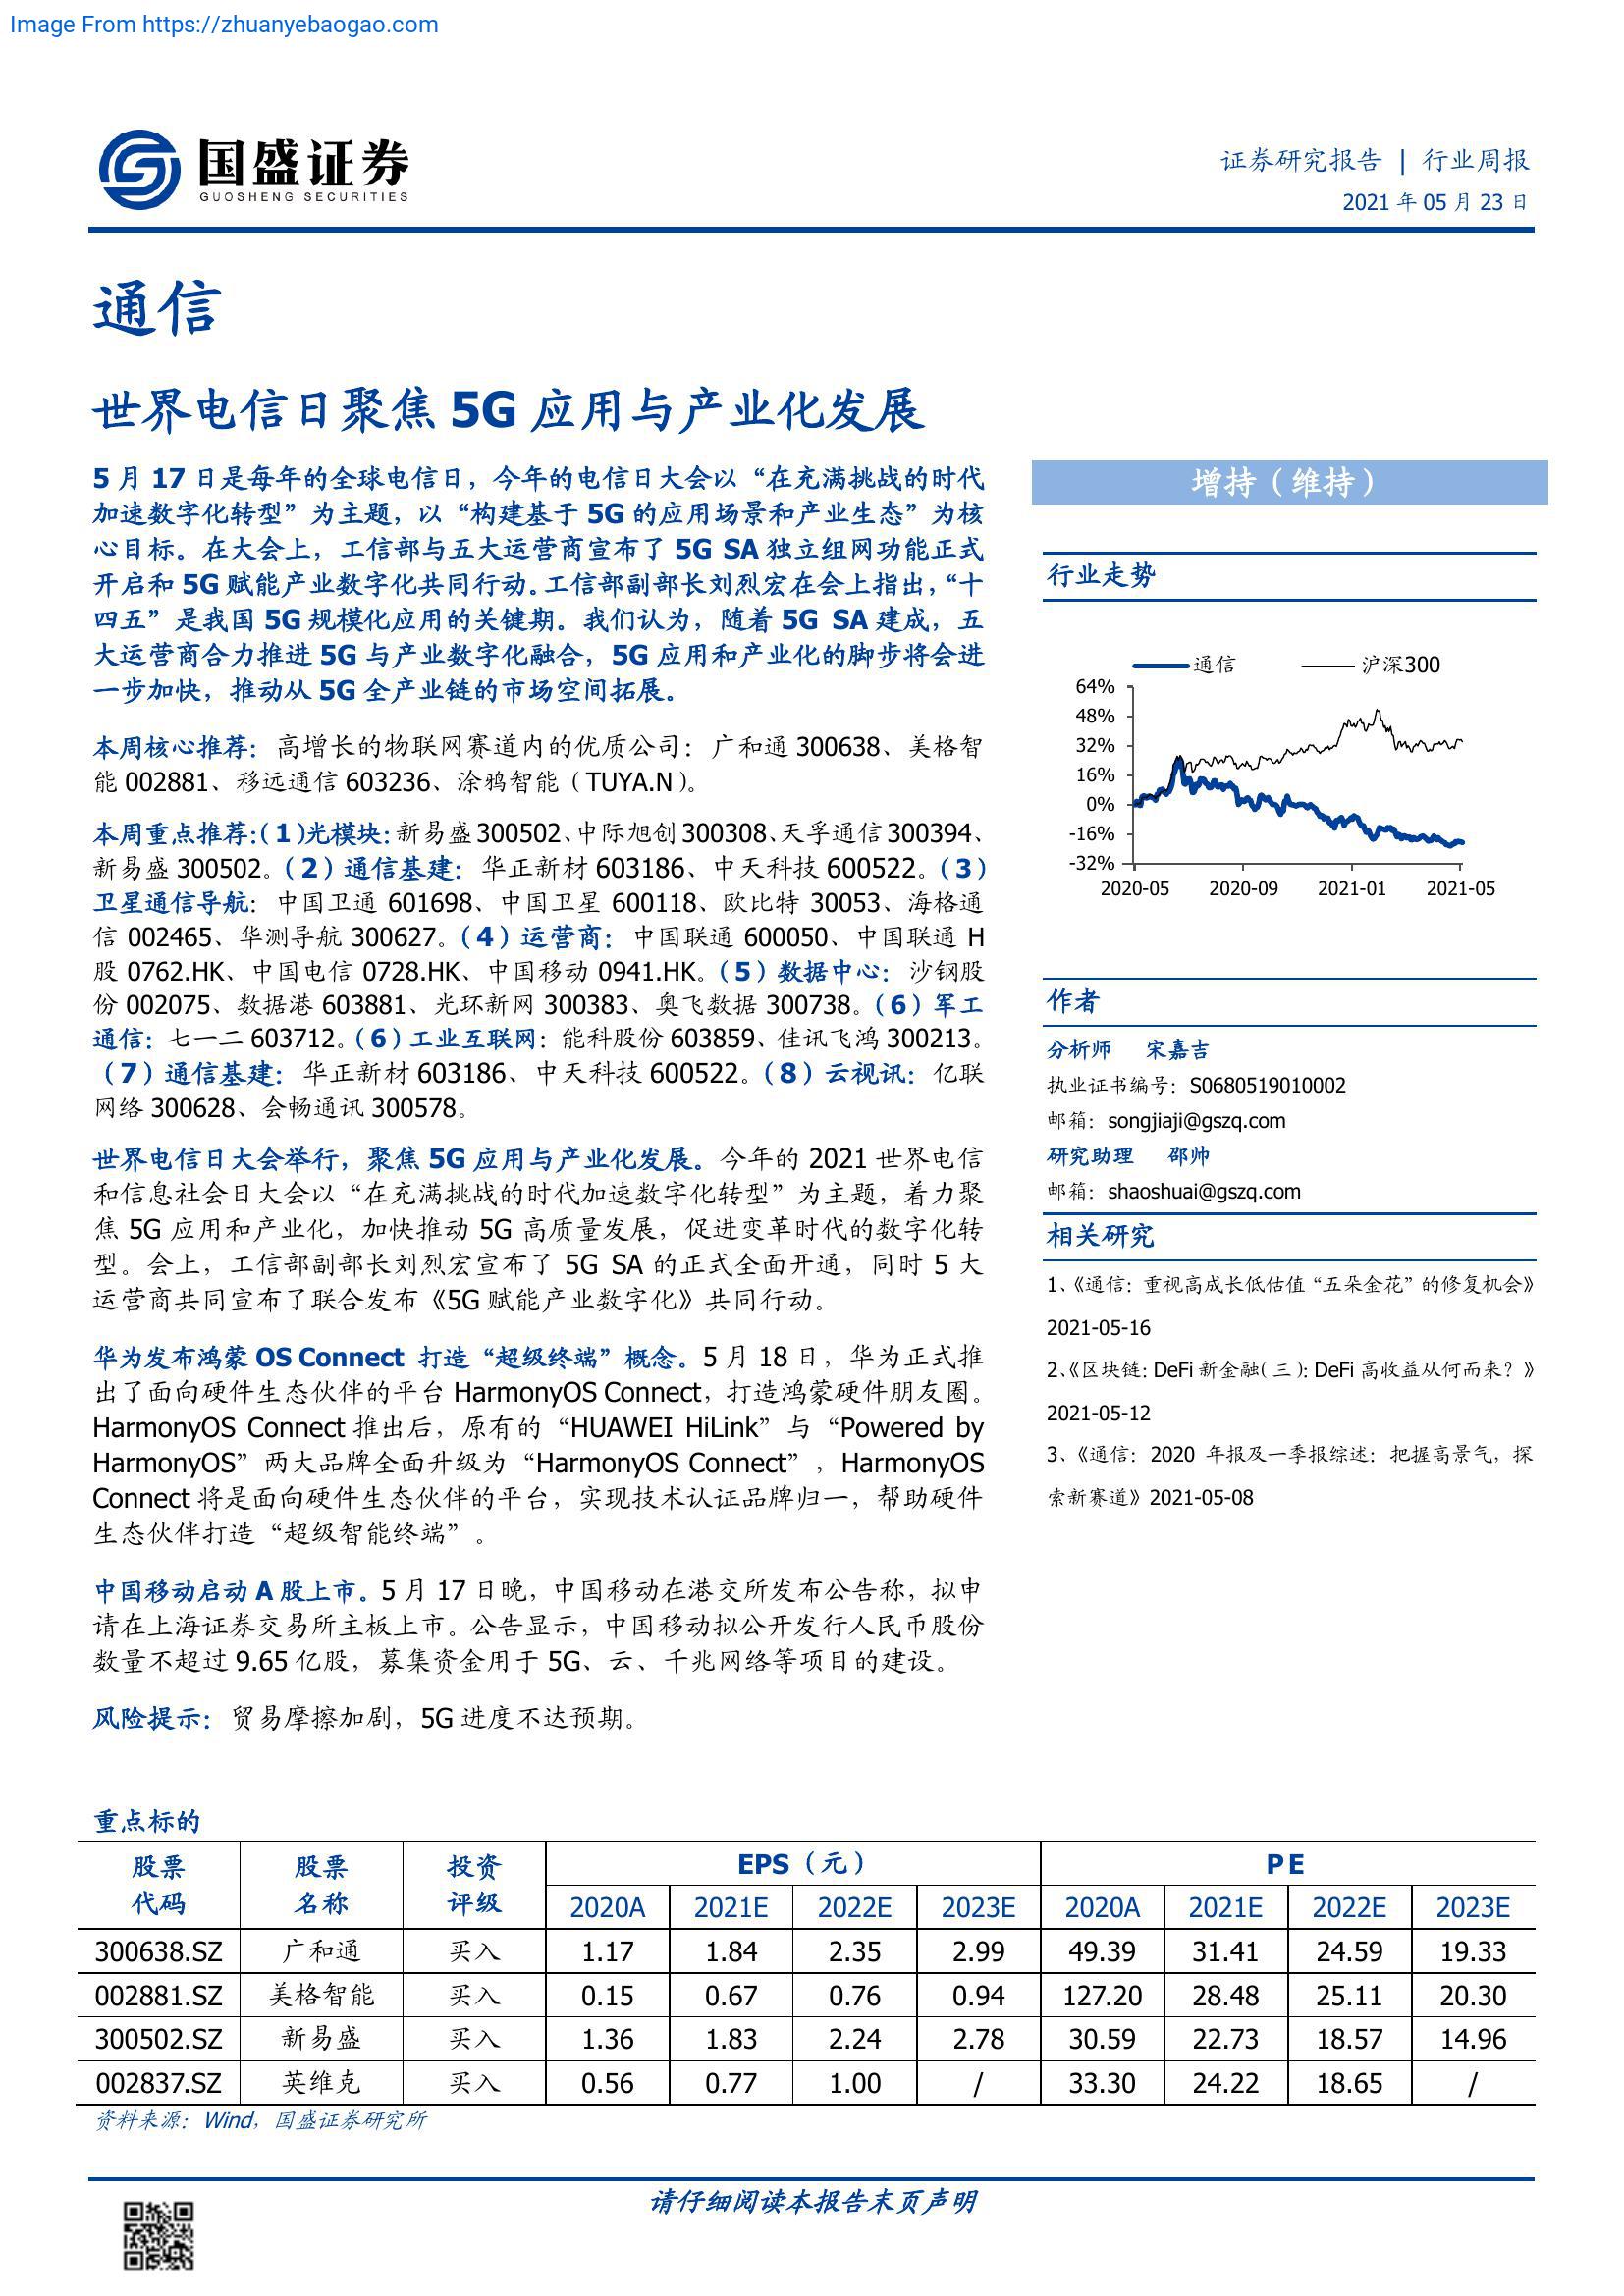 Image From https://zhuanyebaogao.com
国盛证券
GUOSHENG SECURITIES
证券研究报告 | 行业周报
2021 年 05 月 23 日
通信
世界电信日聚焦 5G 应用与产业化发展
5 月 17 日是每年的全球电信日，今年的电信日大会以“在充满挑战的时代
加速数字化转型”为主题，以“构建基于 5G 的应用场景和产业生态”为核
心目标。在大会上，工信部与五大运营商宣布了 5G SA 独立组网功能正式
开启和 5G 赋能产业数字化共同行动。工信部副部长刘烈宏在会上指出，“十
四五”是我国 5G 规模化应用的关键期。我们认为，随着 5G SA 建成，五
大运营商合力推进 5G 与产业数字化融合，5G 应用和产业化的脚步将会进
一步加快，推动从 5G 全产业链的市场空间拓展。
本周核心推荐：高增长的物联网赛道内的优质公司：广和通 300638、美格智
能 002881、移远通信 603236、涂鸦智能（TUYA.N）。
本周重点推荐：（1）光模块：新易盛 300502、中际旭创 300308、天孚通信 300394、
新易盛 300502。（2）通信基建：华正新材 603186、中天科技 600522。（3）
卫星通信导航：中国卫通 601698、中国卫星 600118、欧比特 30053、海格通
信 002465、华测导航 300627。（4）运营商：中国联通 600050、中国联通 H
股 0762.HK、中国电信 0728.HK、中国移动 0941.HK。（5）数据中心：沙钢股
份 002075、数据港 603881、光环新网 300383、奥飞数据 300738。（6）军工
通信：七一二 603712。（6）工业互联网：能科股份 603859、佳讯飞鸿 300213。
（7）通信基建：华正新材 603186、中天科技 600522。（8）云视讯：亿联
网络 300628、会畅通讯 300578。
世界电信日大会举行，聚焦 5G 应用与产业化发展。今年的 2021 世界电信
和信息社会日大会以“在充满挑战的时代加速数字化转型”为主题，着力聚
焦 5G 应用和产业化，加快推动 5G 高质量发展，促进变革时代的数字化转
型。会上，工信部副部长刘烈宏宣布了 5G SA 的正式全面开通，同时 5 大
运营商共同宣布了联合发布《5G 赋能产业数字化》共同行动。
华为发布鸿蒙 OS Connect 打造“超级终端”概念。5 月 18 日，华为正式推
出了面向硬件生态伙伴的平台 HarmonyOS Connect，打造鸿蒙硬件朋友圈。
HarmonyOS Connect 推出后，原有的“HUAWEI HiLink”与“Powered by
HarmonyOS”两大品牌全面升级为“HarmonyOS Connect”，HarmonyOS
Connect 将是面向硬件生态伙伴的平台，实现技术认证品牌归一，帮助硬件
生态伙伴打造“超级智能终端”。
中国移动启动 A 股上市。5 月 17 日晚，中国移动在港交所发布公告称，拟申
请在上海证券交易所主板上市。公告显示，中国移动拟公开发行人民币股份
数量不超过 9.65 亿股，募集资金用于 5G、云、千兆网络等项目的建设。
风险提示：贸易摩擦加剧，5G 进度不达预期。
增持（维持）
行业走势
通信 沪深300
64%
48%
32%
16%
0%
-16%
-32%
2020-05 2020-09 2021-01 2021-05
作者
分析师 宋嘉吉
执业证书编号：S0680519010002
邮箱：songjiaji@gszq.com
研究助理 邵帅
邮箱：shaoshuai@gszq.com
相关研究
1、《通信：重视高成长低估值“五朵金花”的修复机会》
2021-05-16
2、《区块链：DeFi 新金融（三）：DeFi 高收益从何而来？》
2021-05-12
3、《通信：2020 年报及一季报综述：把握高景气，探
索新赛道》2021-05-08
重点标的
股票 股票 投资 EPS（元） P E
代码 名称 评级 2020A 2021E 2022E 2023E 2020A 2021E 2022E 2023E
300638.SZ 广和通 买入 1.17 1.84 2.35 2.99 49.39 31.41 24.59 19.33
002881.SZ 美格智能 买入 0.15 0.67 0.76 0.94 127.20 28.48 25.11 20.30
300502.SZ 新易盛 买入 1.36 1.83 2.24 2.78 30.59 22.73 18.57 14.96
002837.SZ 英维克 买入 0.56 0.77 1.00 / 33.30 24.22 18.65 /
资料来源：Wind，国盛证券研究所
请仔细阅读本报告末页声明